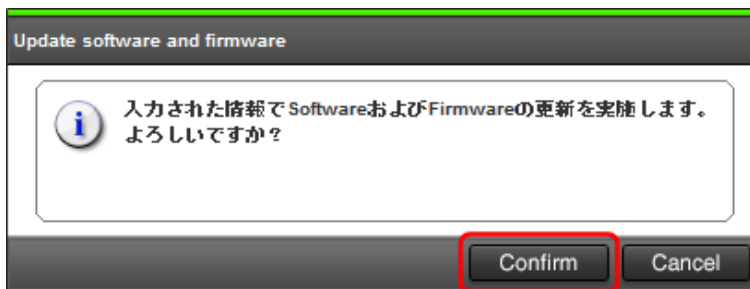 Update software and firmware
入力された情報でSoftwareおよびFirmwareの更新を実施します。
よろしいですか？
Confirm
Cancel